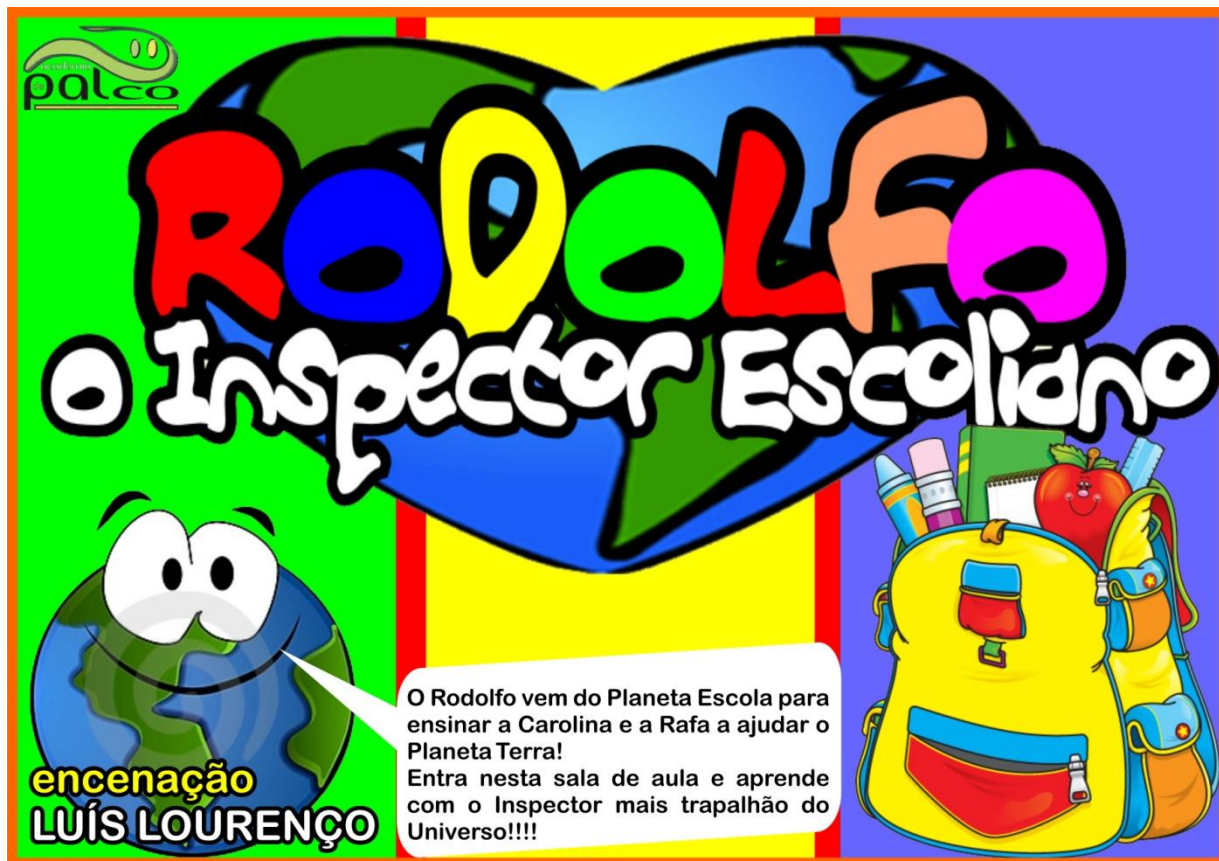 palco
RODOLFO
O Inspector Escoliano
O Rodolfo vem do Planeta Escola para
ensinar a Carolina e a Rafa a ajudar o
Planeta Terra!
Entra nesta sala de aula e aprende
com o Inspector mais trapalhão do
Universo!!!!
encenação
LUÍS LOURENÇO